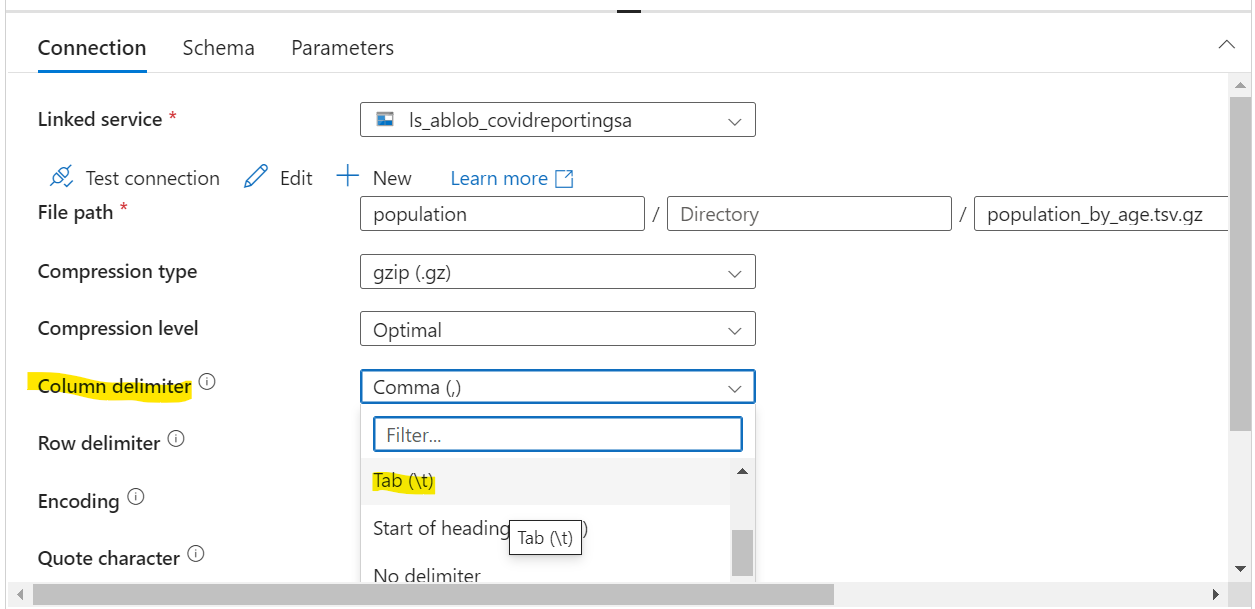 Connection Schema Parameters
Linked service *
ls_ablob_covidreportingsa
Test connection Edit New Learn more
File path *
population / Directory / population_by_age.tsv.gz
Compression type
gzip (.gz)
Compression level
Optimal
Column delimiter
Comma (,)
Filter...
Row delimiter
Tab (\t)
Encoding
Start of heading )
Tab (\t)
Quote character
No delimiter